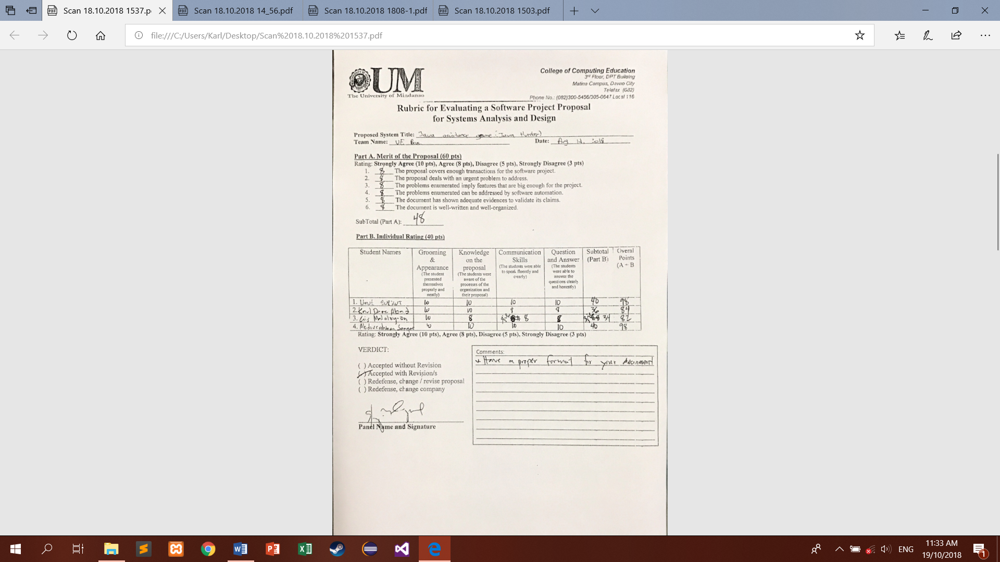 Scan 18.10.2018 1537.p
Scan 18.10.2018 14_56.pdf
Scan 18.10.2018 1808-1.pdf
Scan 18.10.2018 1503.pdf
file:///C:/Users/Karl/Desktop/Scan%2018.10.2018%201537.pdf
UM
The University of Mindanao
College of Computing Education
3rd Floor, DPT Building
Matina Campus, Davao City
Telefax (032)
Phone No.: (082)300-5456/305-0647 Local 116
Rubric for Evaluating a Software Project Proposal
for Systems Analysis and Design
Proposed System Title: Java assistance game: Java Hunter)
Team Name: VE Date: Aug 14, 2018
Part A. Merit of the Proposal (60 pts)
Rating: Strongly Agree (10 pts), Agree (8 pts), Disagree (5 pts), Strongly Disagree (3 pts)
1. 8 The proposal covers enough transactions for the software project.
2. 8 The proposal deals with an urgent problem to address.
3. 8 The problems enumerated imply features that are big enough for the project.
4. 8 The problems enumerated can be addressed by software automation.
5. 8 The document has shown adequate evidences to validate its claims.
6. 8 The document is well-written and well-organized.
SubTotal (Part A): 48
Part B. Individual Rating (40 pts)
Student Names
Grooming & Appearance (The student presented themselves properly and neatly)
Knowledge on the proposal (The students were aware of the processes of the organization and their proposal)
Communication Skills (The students were able to speak fluently and clearly)
Question and Answer (The students were able to answer the questions clearly and honestly)
Subtotal (Part B)
Overal Points (A + B
1. 10 10 10 10 40 98
2. Karl Dave Abad 10 10 8 8 36 84
3. 10 8 8 8 34 82
4. 10 10 10 10 40 98
Rating: Strongly Agree (10 pts), Agree (8 pts), Disagree (5 pts), Strongly Disagree (3 pts)
VERDICT:
( ) Accepted without Revision
(✓) Accepted with Revision/s
( ) Redefense, change / revise proposal
( ) Redefense, change company
Panel Name and Signature
Comments:
+ Have a proper format for your document
ENG
11:33 AM
19/10/2018
1